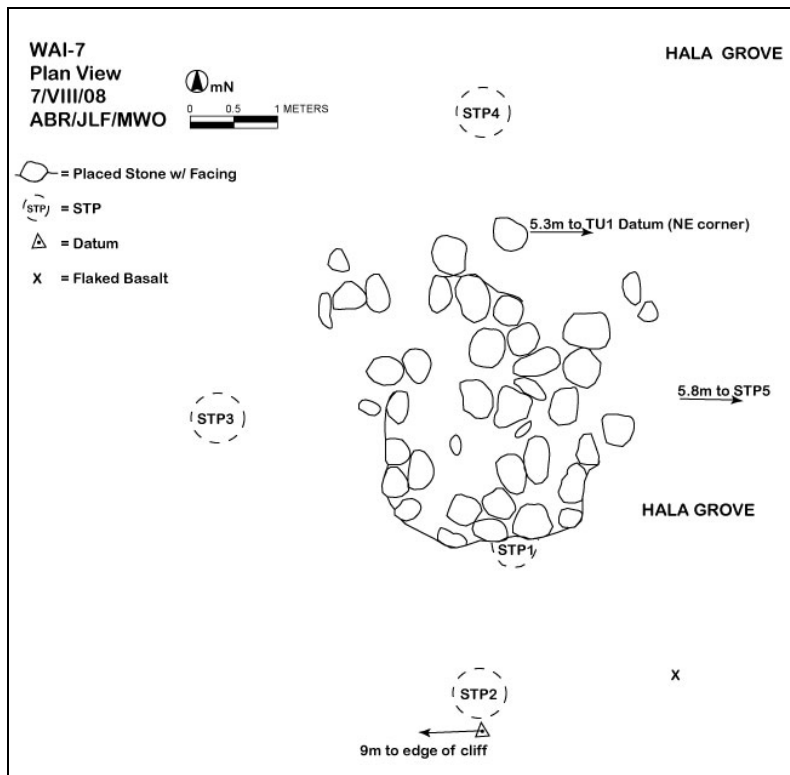 WAI-7
Plan View
7/VIII/08
ABR/JLF/MWO
mN
0 0.5 1 METERS
HALA GROVE
STP4
= Placed Stone w/ Facing
STP = STP
= Datum
X = Flaked Basalt
5.3m to TU1 Datum (NE corner)
5.8m to STP5
STP3
HALA GROVE
STP1
X
STP2
9m to edge of cliff